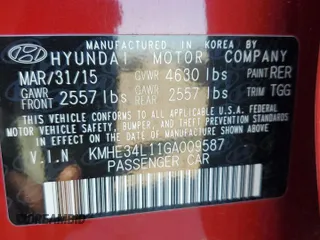 MANUFACTURED IN KOREA BY
HYUNDAI MOTOR COMPANY
MAR/31/15 GVWR 4630 lbs PAINT RER
GAWR FRONT 2557 lbs GAWR REAR 2557 lbs TRIM TGG
THIS VEHICLE CONFORMS TO ALL APPLICABLE
FEDERAL MOTOR VEHICLE SAFETY, BUMPER,
AND THEFT PREVENTION STANDARDS IN EFFECT
ON THE DATE OF MANUFACTURE SHOWN ABOVE.
V.I.N KMHE34L11GA009587
PASSENGER CAR